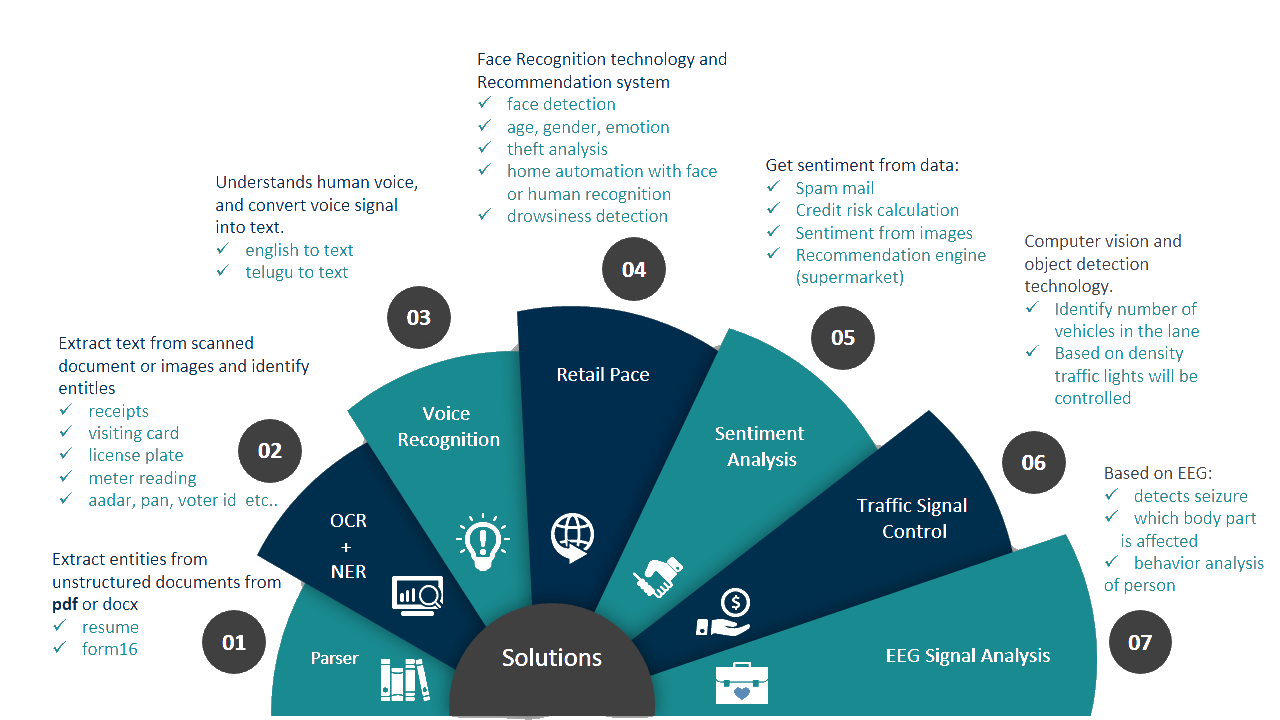 Extract entities from
unstructured documents from
pdf or docx
✓ resume
✓ form16
01
Parser
Extract text from scanned
document or images and identify
entitles
✓ receipts
✓ visiting card
✓ license plate
✓ meter reading
✓ aadar, pan, voter id etc..
02
OCR
+
NER
Understands human voice,
and convert voice signal
into text.
✓ english to text
✓ telugu to text
03
Voice
Recognition
Face Recognition technology and
Recommendation system
✓ face detection
✓ age, gender, emotion
✓ theft analysis
✓ home automation with face
or human recognition
✓ drowsiness detection
04
Retail Pace
Get sentiment from data:
✓ Spam mail
✓ Credit risk calculation
✓ Sentiment from images
✓ Recommendation engine
(supermarket)
05
Sentiment
Analysis
Computer vision and
object detection
technology.
✓ Identify number of
vehicles in the lane
✓ Based on density
traffic lights will be
controlled
06
Traffic Signal
Control
$
Based on EEG:
✓ detects seizure
✓ which body part
is affected
✓ behavior analysis
of person
07
EEG Signal Analysis
Solutions